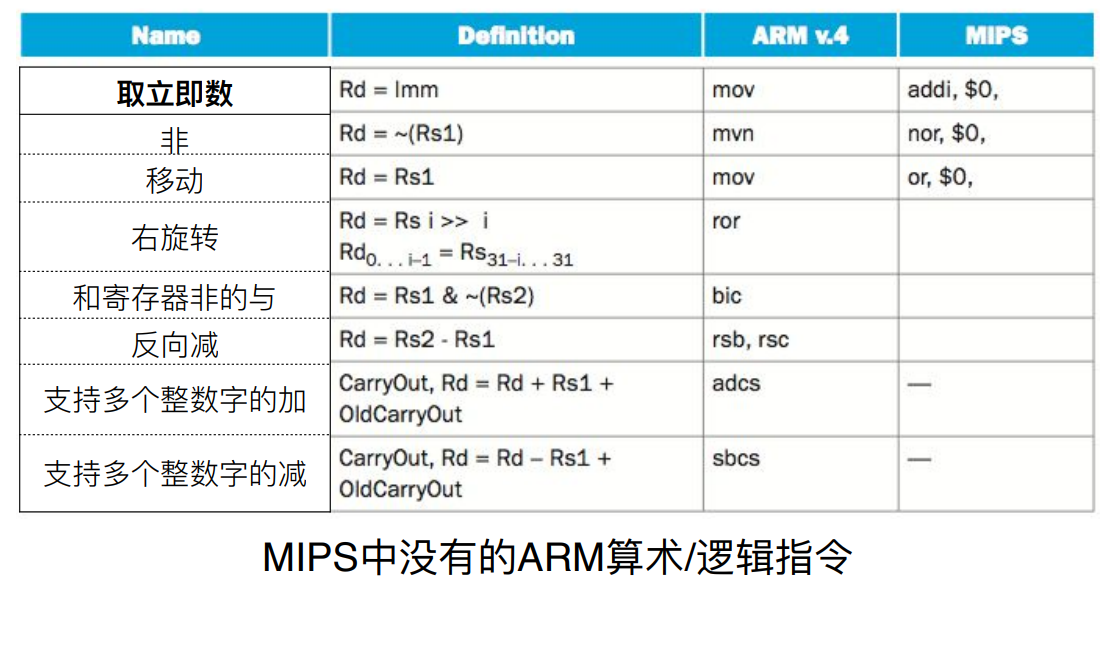 Name Definition ARM v.4 MIPS
取立即数 Rd = Imm mov addi, $0,
非 Rd = ~(Rs1) mvn nor, $0,
移动 Rd = Rs1 mov or, $0,
右旋转 Rd = Rs i >> i ror
Rd0. . . i–1 = Rs31–i. . . 31
和寄存器非的与 Rd = Rs1 & ~(Rs2) bic
反向减 Rd = Rs2 - Rs1 rsb, rsc
支持多个整数字的加 CarryOut, Rd = Rd + Rs1 + adcs —
OldCarryOut
支持多个整数字的减 CarryOut, Rd = Rd – Rs1 + sbcs —
OldCarryOut
MIPS中没有的ARM算术/逻辑指令